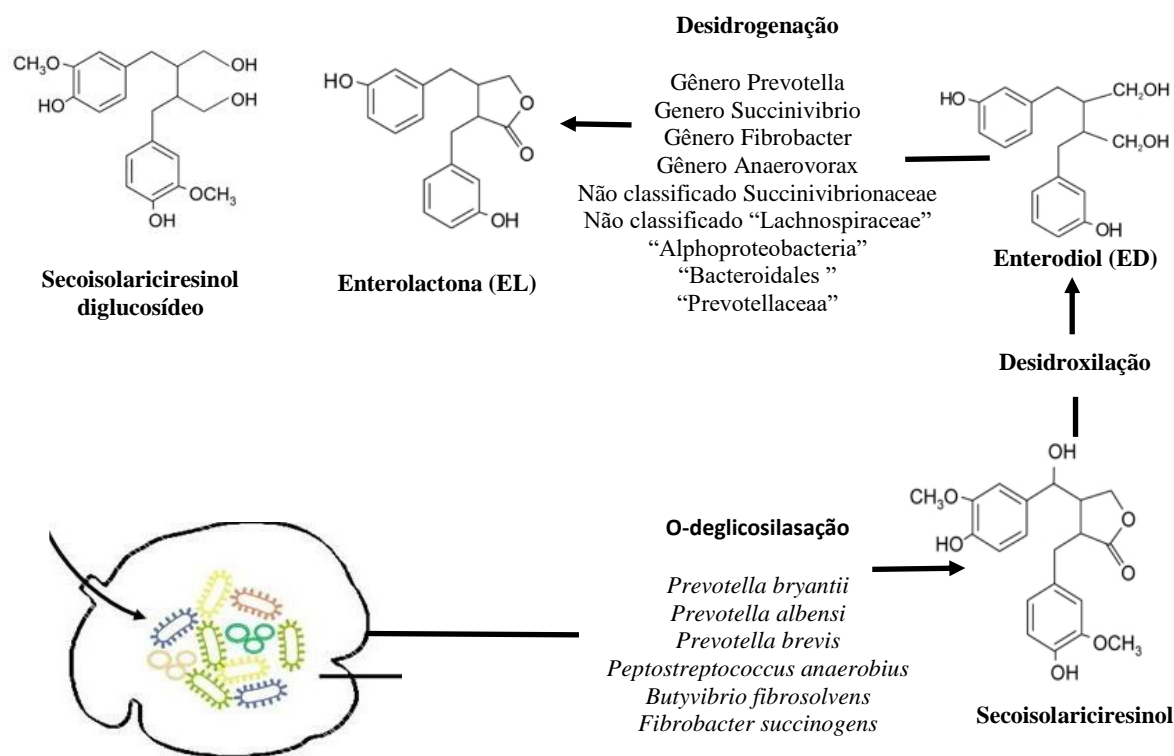 CH₃O
HO
OH
OH
OCH₃
OH
Secoisolariciresinol
diglucosídeo
HO
O
O
OH
Enterolactona (EL)
Desidrogenação
Gênero Prevotella
Genero Succinivibrio
Gênero Fibrobacter
Gênero Anaerovorax
Não classificado Succinivibrionaceae
Não classificado “Lachnospiraceae”
“Alphoproteobacteria”
“Bacteroidales ”
“Prevotellaceaa”
HO
CH₂OH
CH₂OH
OH
Enterodiol (ED)
Desidroxilação
O-deglicosilasação
Prevotella bryantii
Prevotella albensi
Prevotella brevis
Peptostreptococcus anaerobius
Butyvibrio fibrosolvens
Fibrobacter succinogens
OH
CH₃O
HO
O
O
OCH₃
OH
Secoisolariciresinol